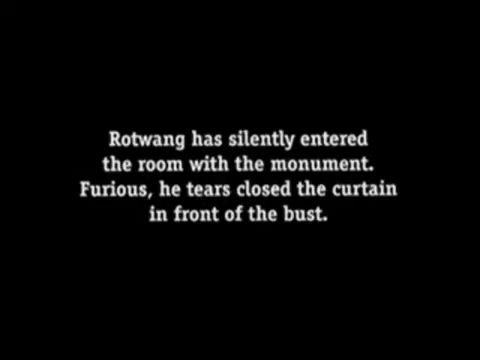 Rotwang has silently entered
the room with the monument.
Furious, he tears closed the curtain
in front of the bust.